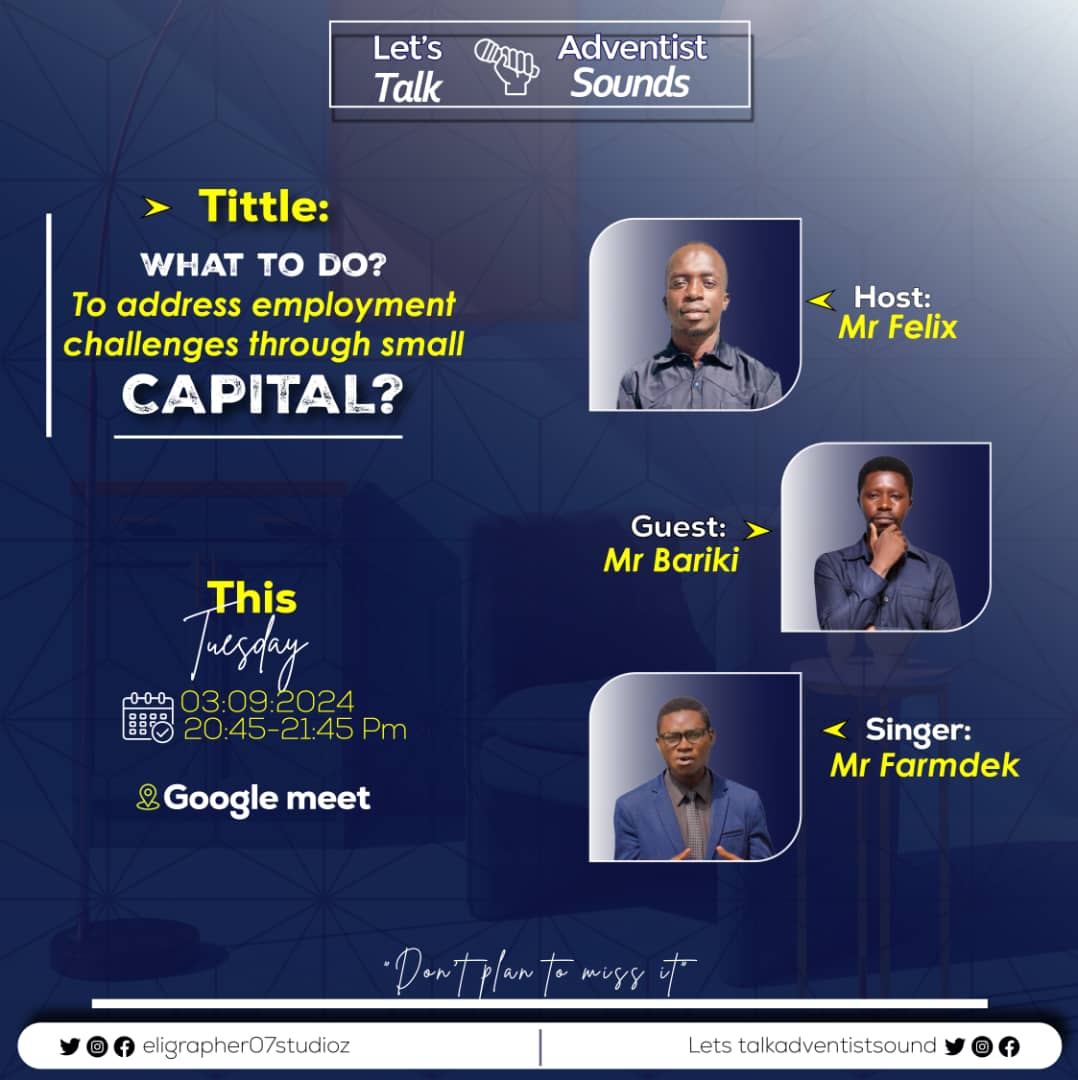 Let's Talk
Adventist Sounds
Tittle:
WHAT TO DO?
To address employment
challenges through small
CAPITAL?
Host:
Mr Felix
Guest:
Mr Bariki
This
Tuesday
03:09:2024
20:45-21:45 Pm
Google meet
Singer:
Mr Farmdek
"Don't plan to miss it"
eligrapher07studioz
Lets talkadventistsound